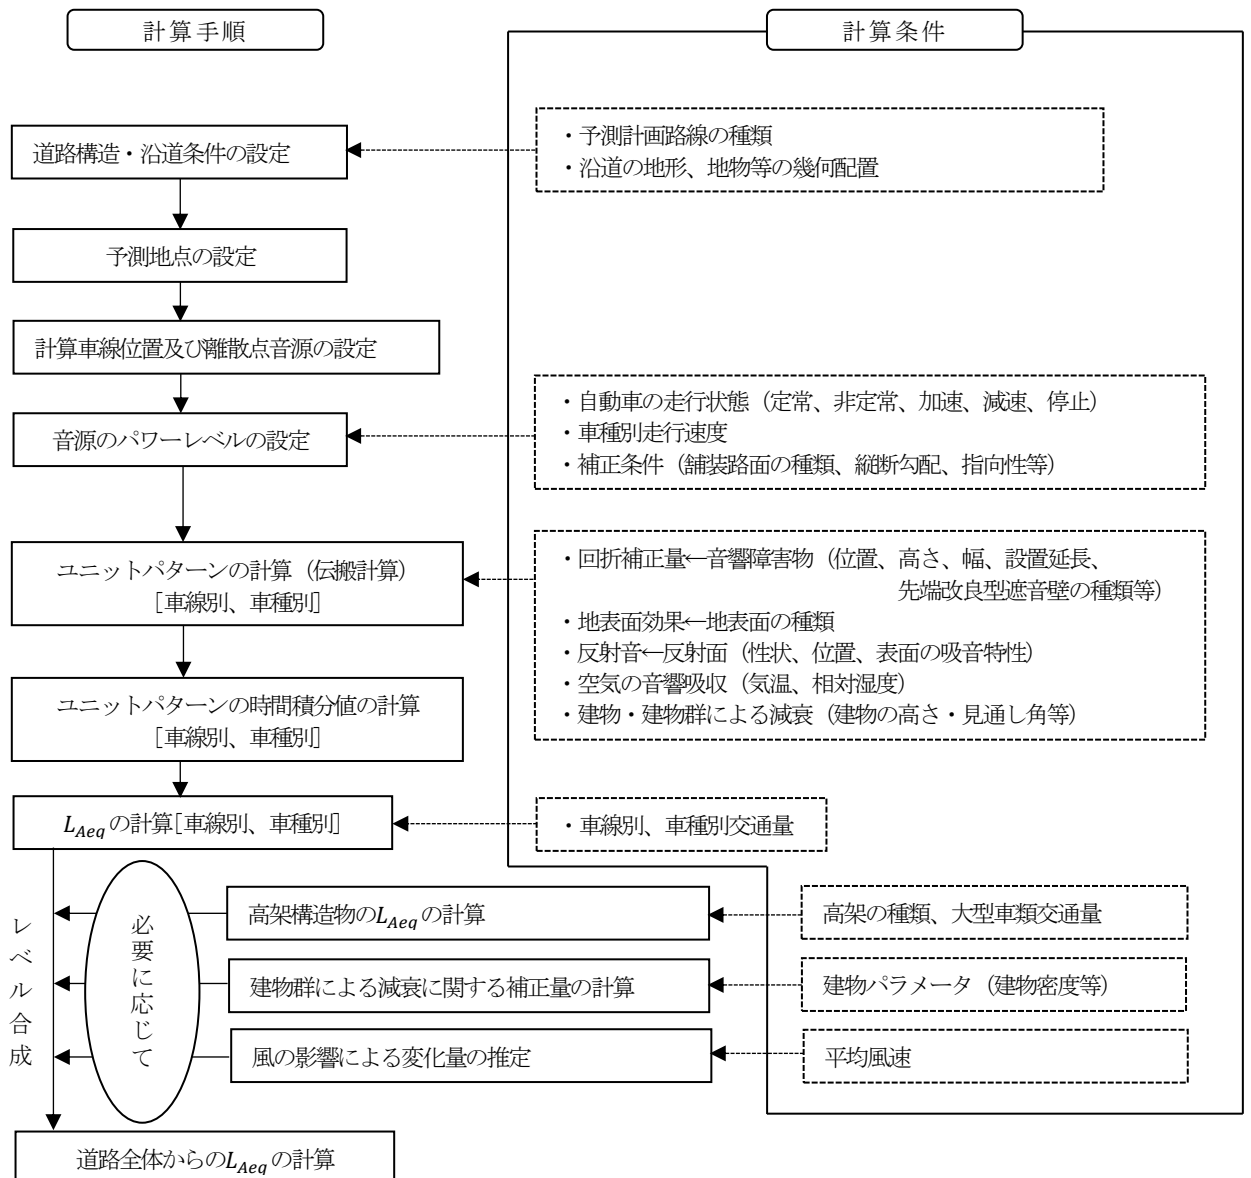 計算手順
計算条件
道路構造・沿道条件の設定
・予測計画路線の種類
・沿道の地形、地物等の幾何配置
予測地点の設定
計算車線位置及び離散点音源の設定
音源のパワーレベルの設定
・自動車の走行状態（定常、非定常、加速、減速、停止）
・車種別走行速度
・補正条件（舗装路面の種類、縦断勾配、指向性等）
ユニットパターンの計算（伝搬計算）
［車線別、車種別］
・回折補正量←音響障害物（位置、高さ、幅、設置延長、
先端改良型遮音壁の種類等）
・地表面効果←地表面の種類
・反射音←反射面（性状、位置、表面の吸音特性）
・空気の音響吸収（気温、相対湿度）
・建物・建物群による減衰（建物の高さ・見通し角等）
ユニットパターンの時間積分値の計算
［車線別、車種別］
L_Aeqの計算［車線別、車種別］
・車線別、車種別交通量
レベル合成
必要に応じて
高架構造物のL_Aeqの計算
高架の種類、大型車類交通量
建物群による減衰に関する補正量の計算
建物パラメータ（建物密度等）
風の影響による変化量の推定
平均風速
道路全体からのL_Aeqの計算